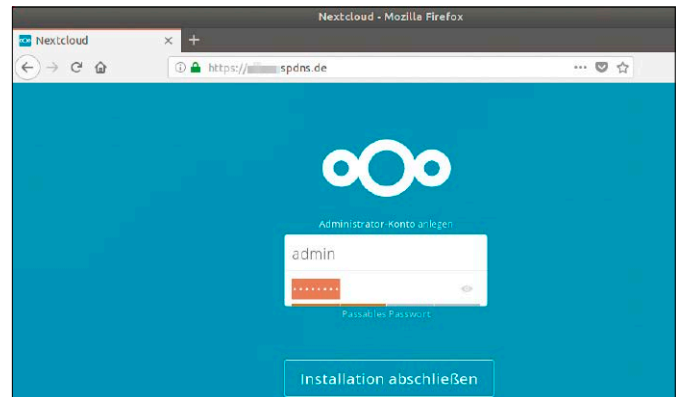 Nextcloud - Mozilla Firefox
Nextcloud
https:// spdns.de
Administrator-Konto anlegen
admin
Passables Passwort
Installation abschließen